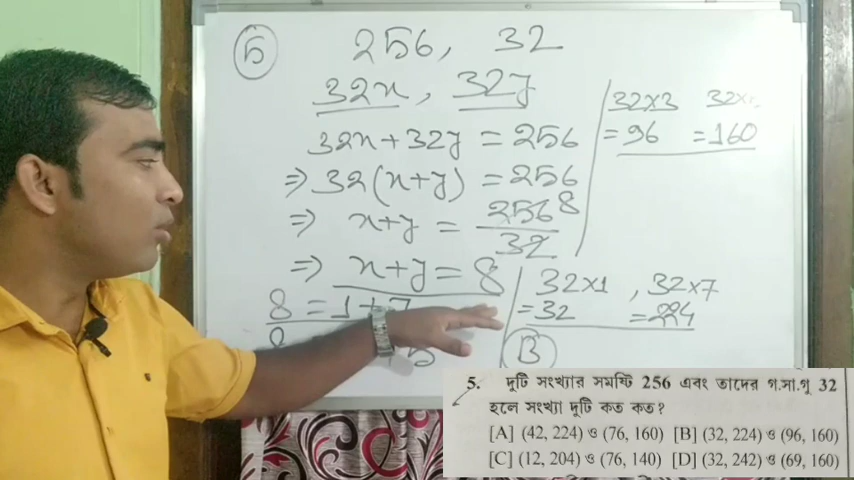 5 256, 32
32x, 32y
32x+32y = 256
⇒ 32(x+y) = 256
⇒ x+y = 256 8
32
⇒ x+y = 8
8 = 1+7
8
+5
32×3 32×
=96 =160
32×1 , 32×7
=32 =224
B
5. দুটি সংখ্যার সমষ্টি 256 এবং তাদের গ.সা.গু 32
হলে সংখ্যা দুটি কত কত?
[A] (42, 224) ও (76, 160) [B] (32, 224) ও (96, 160)
[C] (12, 204) ও (76, 140) [D] (32, 242) ও (69, 160)